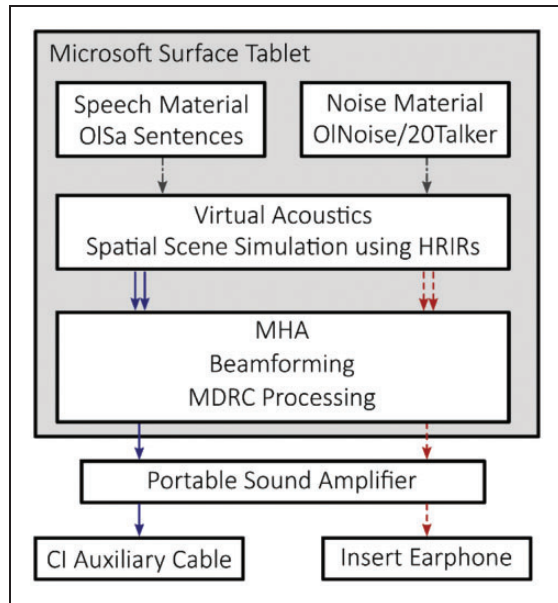 Microsoft Surface Tablet
Speech Material
OlSa Sentences
Noise Material
OlNoise/20Talker
Virtual Acoustics
Spatial Scene Simulation using HRIRs
MHA
Beamforming
MDRC Processing
Portable Sound Amplifier
CI Auxiliary Cable
Insert Earphone